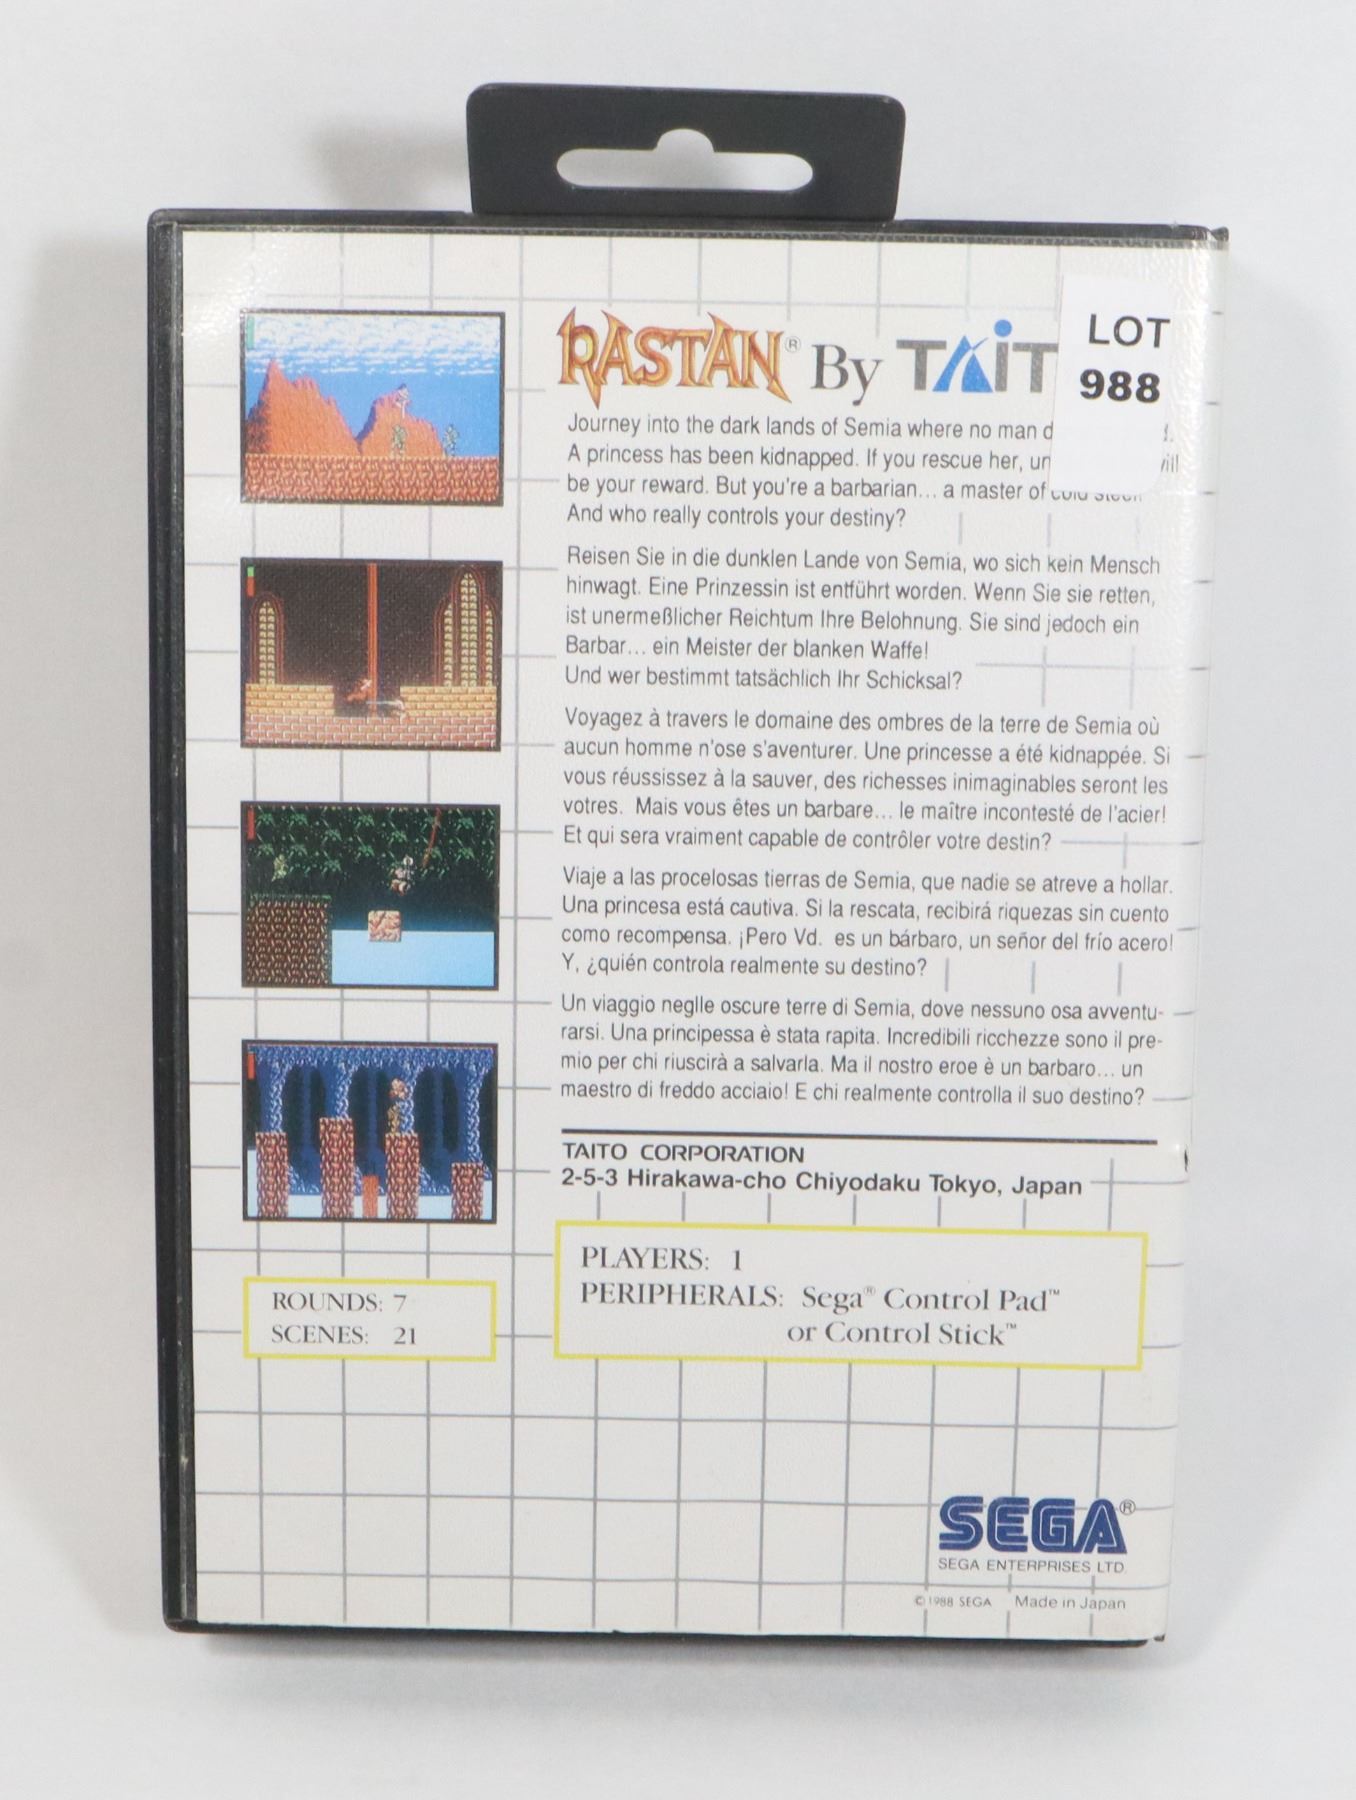 RASTAN® By TAIT
LOT
988
Journey into the dark lands of Semia where no man
A princess has been kidnapped. If you rescue her,
be your reward. But you're a barbarian... a master of cold steel.
And who really controls your destiny?
Reisen Sie in die dunklen Lande von Semia, wo sich kein Mensch
hinwagt. Eine Prinzessin ist entführt worden. Wenn Sie sie retten,
ist unermeßlicher Reichtum Ihre Belohnung. Sie sind jedoch ein
Barbar... ein Meister der blanken Waffe!
Und wer bestimmt tatsächlich Ihr Schicksal?
Voyagez à travers le domaine des ombres de la terre de Semia où
aucun homme n'ose s'aventurer. Une princesse a été kidnappée. Si
vous réussissez à la sauver, des richesses inimaginables seront les
votres. Mais vous êtes un barbare... le maître incontesté de l'acier!
Et qui sera vraiment capable de contrôler votre destin?
Viaje a las procelosas tierras de Semia, que nadie se atreve a hollar.
Una princesa está cautiva. Si la rescata, recibirá riquezas sin cuento
como recompensa. ¡Pero Vd. es un bárbaro, un señor del frío acero!
Y, ¿quién controla realmente su destino?
Un viaggio neglle oscure terre di Semia, dove nessuno osa avventu-
rarsi. Una principessa è stata rapita. Incredibili ricchezze sono il pre-
mio per chi riuscirà a salvarla. Ma il nostro eroe è un barbaro... un
maestro di freddo acciaio! E chi realmente controlla il suo destino?
TAITO CORPORATION
2-5-3 Hirakawa-cho Chiyodaku Tokyo, Japan
PLAYERS: 1
PERIPHERALS: Sega® Control Pad™
or Control Stick™
ROUNDS: 7
SCENES: 21
SEGA®
SEGA ENTERPRISES LTD.
© 1988 SEGA Made in Japan